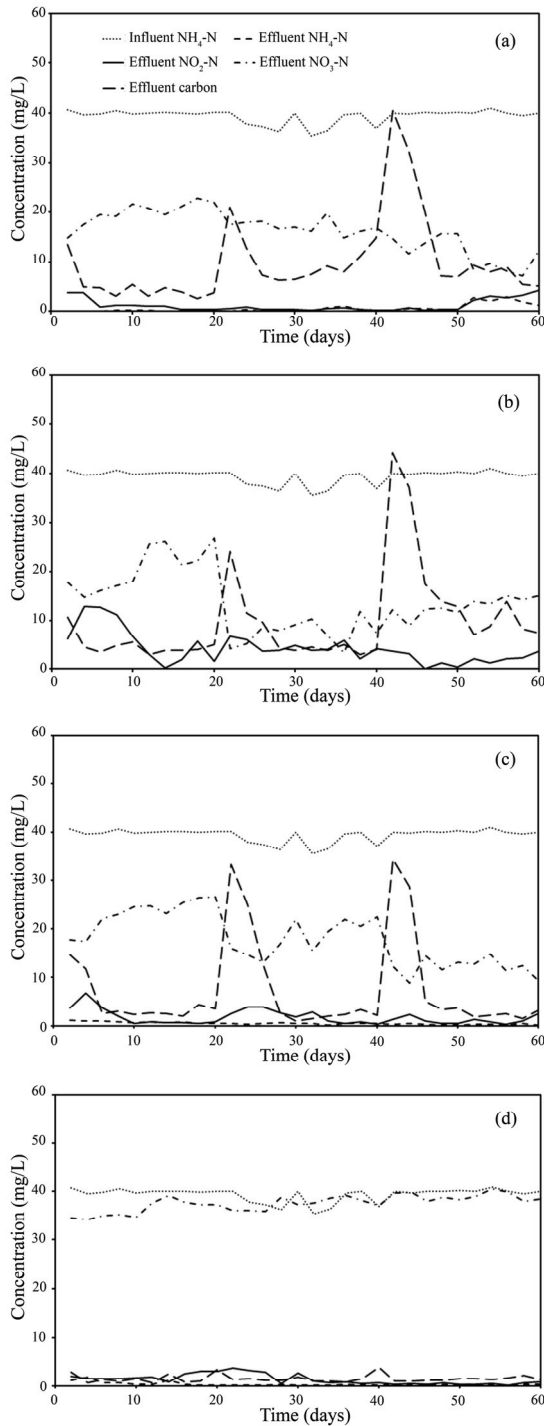 60
(a)
Influent NH4-N
Effluent NH4-N
Effluent NO2-N
Effluent NO3-N
Effluent carbon
50
40
30
20
10
0
Concentration (mg/L)
0 10 20 30 40 50 60
Time (days)
60
(b)
50
40
30
20
10
0
Concentration (mg/L)
0 10 20 30 40 50 60
Time (days)
60
(c)
50
40
30
20
10
0
Concentration (mg/L)
0 10 20 30 40 50 60
Time (days)
60
(d)
50
40
30
20
10
0
Concentration (mg/L)
0 10 20 30 40 50 60
Time (days)